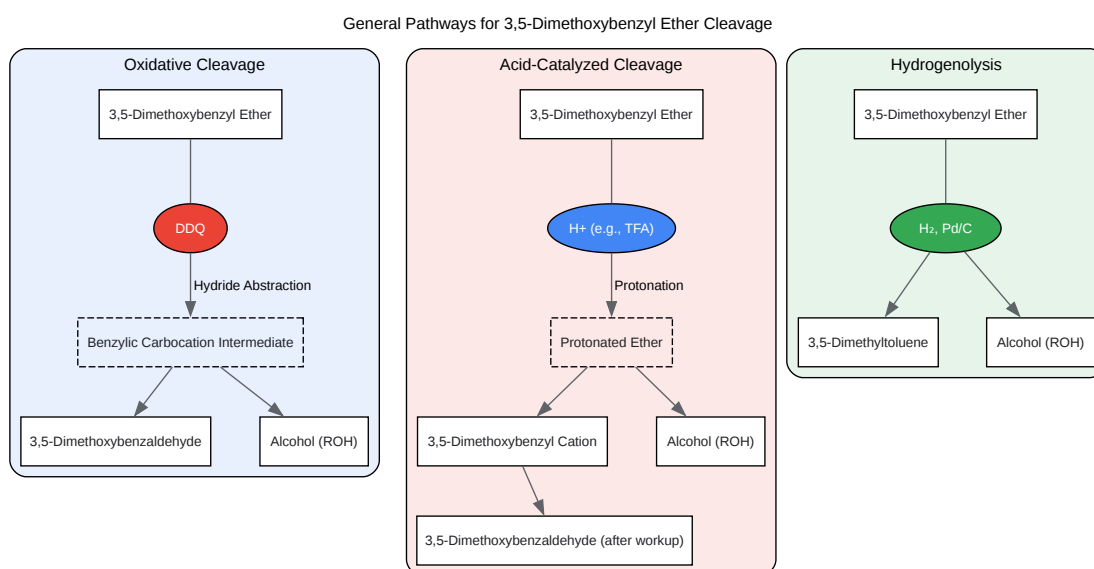 General Pathways for 3,5-Dimethoxybenzyl Ether Cleavage
Oxidative Cleavage
3,5-Dimethoxybenzyl Ether
DDQ
Hydride Abstraction
Benzylic Carbocation Intermediate
3,5-Dimethoxybenzaldehyde
Alcohol (ROH)
Acid-Catalyzed Cleavage
3,5-Dimethoxybenzyl Ether
H+ (e.g., TFA)
Protonation
Protonated Ether
3,5-Dimethoxybenzyl Cation
Alcohol (ROH)
3,5-Dimethoxybenzaldehyde (after workup)
Hydrogenolysis
3,5-Dimethoxybenzyl Ether
H₂, Pd/C
3,5-Dimethyltoluene
Alcohol (ROH)